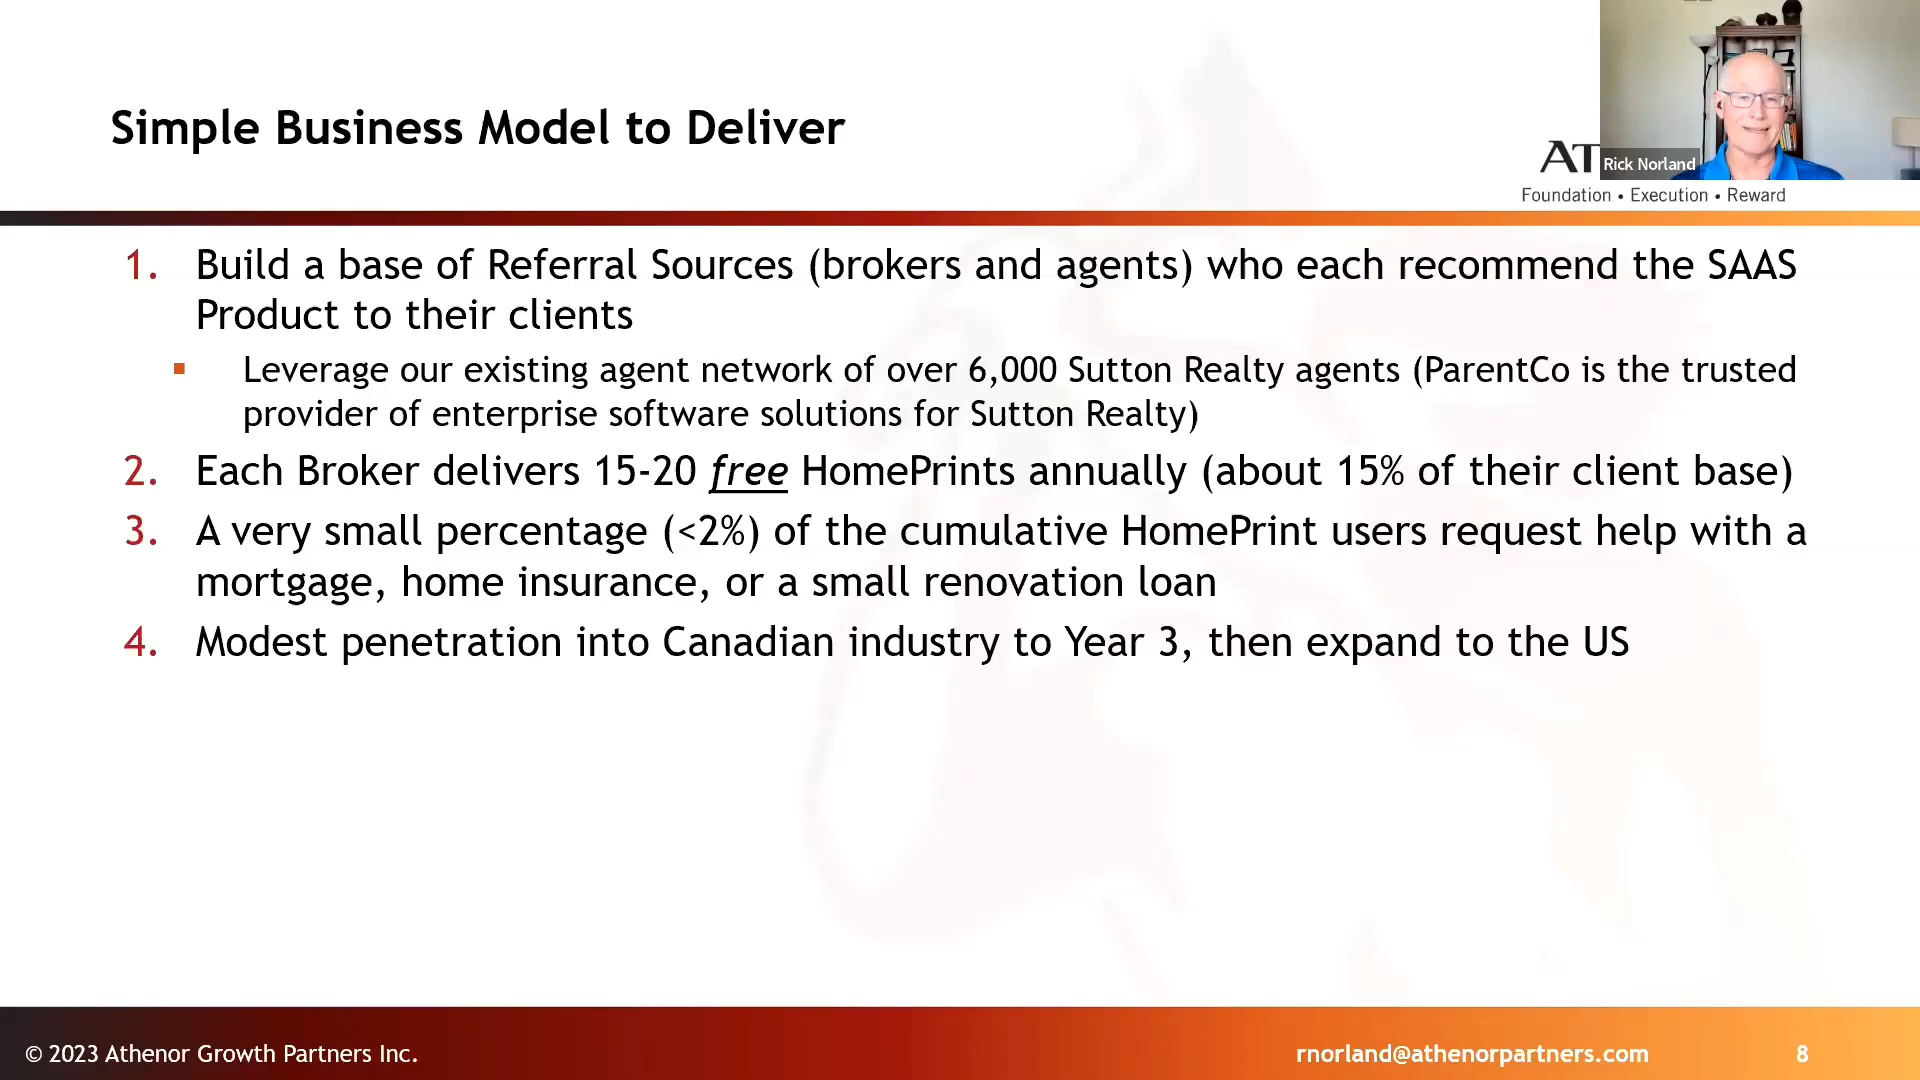 Simple Business Model to Deliver
AT
Rick Norland
Foundation • Execution • Reward
1. Build a base of Referral Sources (brokers and agents) who each recommend the SAAS
Product to their clients
▪ Leverage our existing agent network of over 6,000 Sutton Realty agents (ParentCo is the trusted
provider of enterprise software solutions for Sutton Realty)
2. Each Broker delivers 15-20 free HomePrints annually (about 15% of their client base)
3. A very small percentage (<2%) of the cumulative HomePrint users request help with a
mortgage, home insurance, or a small renovation loan
4. Modest penetration into Canadian industry to Year 3, then expand to the US
© 2023 Athenor Growth Partners Inc.
rnorland@athenorpartners.com
8